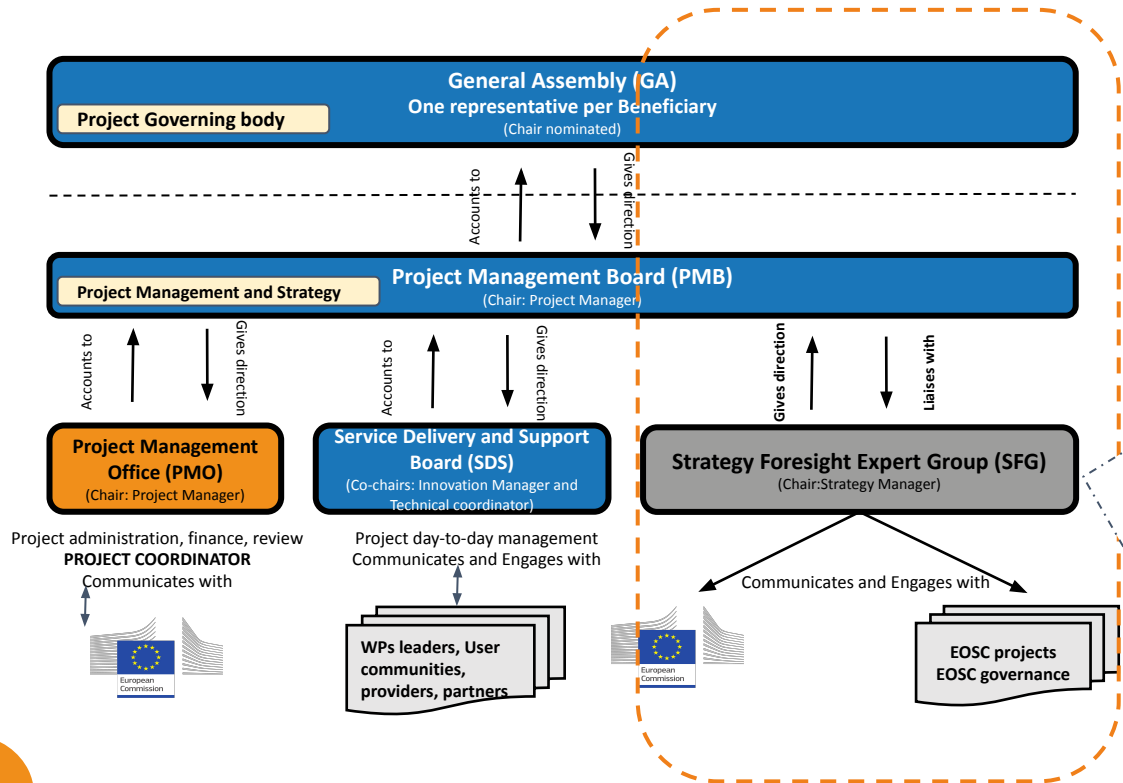 General Assembly (GA)
One representative per Beneficiary
(Chair nominated)
Project Governing body
Accounts to
Gives direction
Project Management Board (PMB)
(Chair: Project Manager)
Project Management and Strategy
Accounts to
Gives direction
Accounts to
Gives direction
Gives direction
Liaises with
Project Management
Office (PMO)
(Chair: Project Manager)
Service Delivery and Support
Board (SDS)
(Co-chairs: Innovation Manager and
Technical coordinator)
Strategy Foresight Expert Group (SFG)
(Chair:Strategy Manager)
Project administration, finance, review
PROJECT COORDINATOR
Communicates with
Project day-to-day management
Communicates and Engages with
Communicates and Engages with
European
Commission
WPs leaders, User
communities,
providers, partners
European
Commission
EOSC projects
EOSC governance